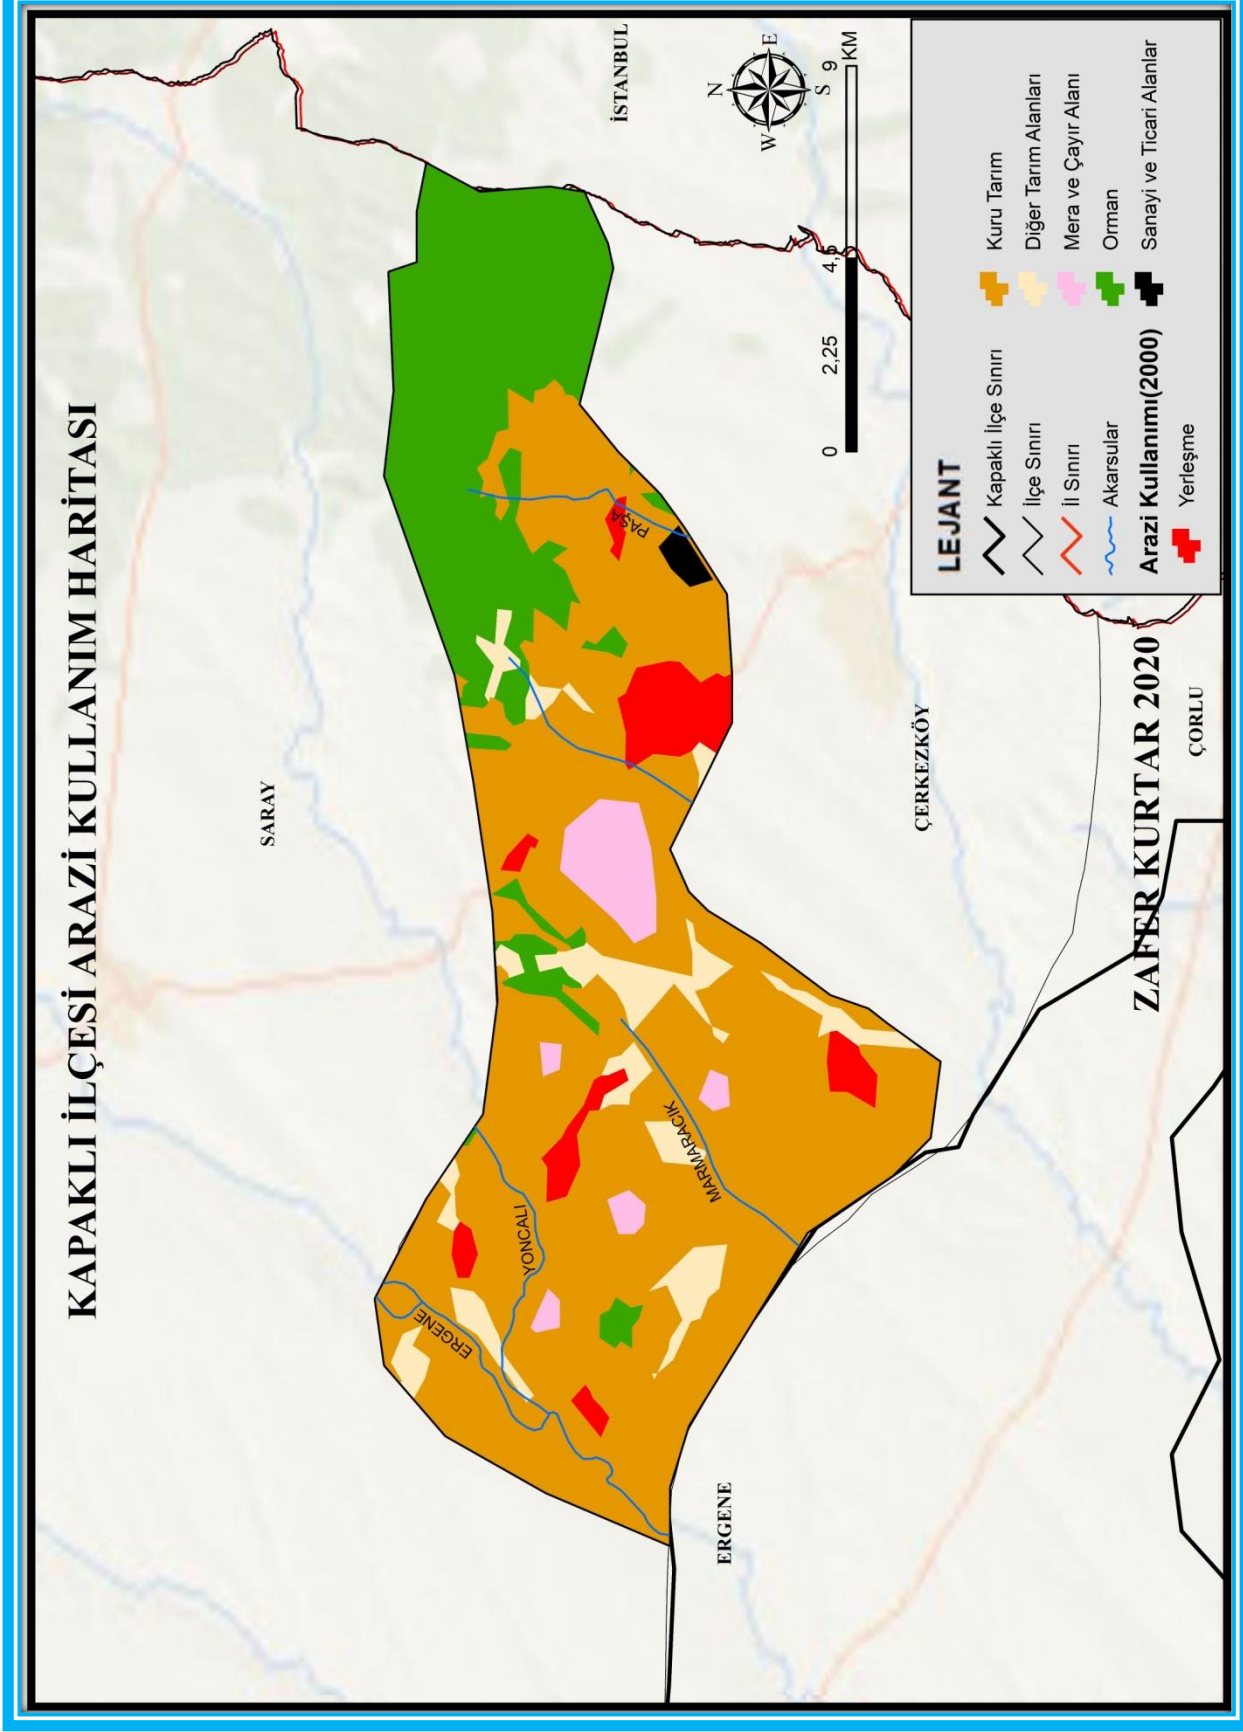 KAPAKLI İLÇESİ ARAZİ KULLANIM HARİTASI
SARAY
İSTANBUL
N
W
E
S
0
2,25
4,5
9
KM
PAŞA
YONCALI
ERGENE
MARMARACIK
ÇERKEZKÖY
ERGENE
ÇORLU
ZAFER KURTAR 2020
LEJANT
Kapaklı İlçe Sınırı
İlçe Sınırı
İl Sınırı
Akarsular
Arazi Kullanımı(2000)
Yerleşme
Kuru Tarım
Diğer Tarım Alanları
Mera ve Çayır Alanı
Orman
Sanayi ve Ticari Alanlar